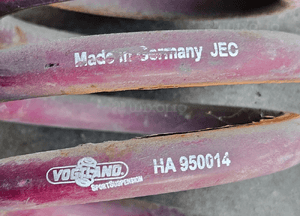 Made in Germany JEC
VOGTLAND
HA 950014
SPORTSUSPENSION